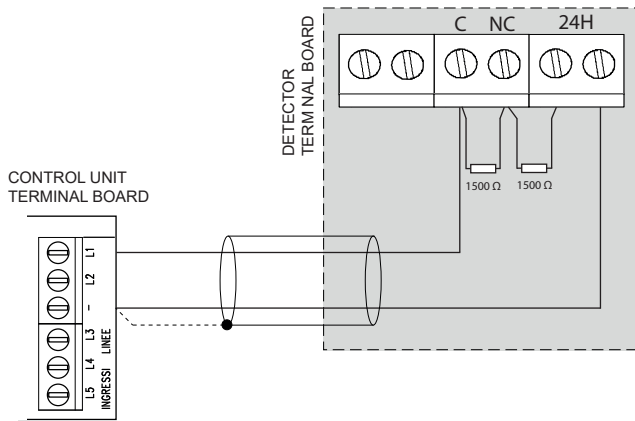 C NC 24H
DETECTOR
TERM NAL BOARD
1500 Ω 1500 Ω
CONTROL UNIT
TERMINAL BOARD
L1
L2
-
L3
L4
L5
INGRESSI LINEE